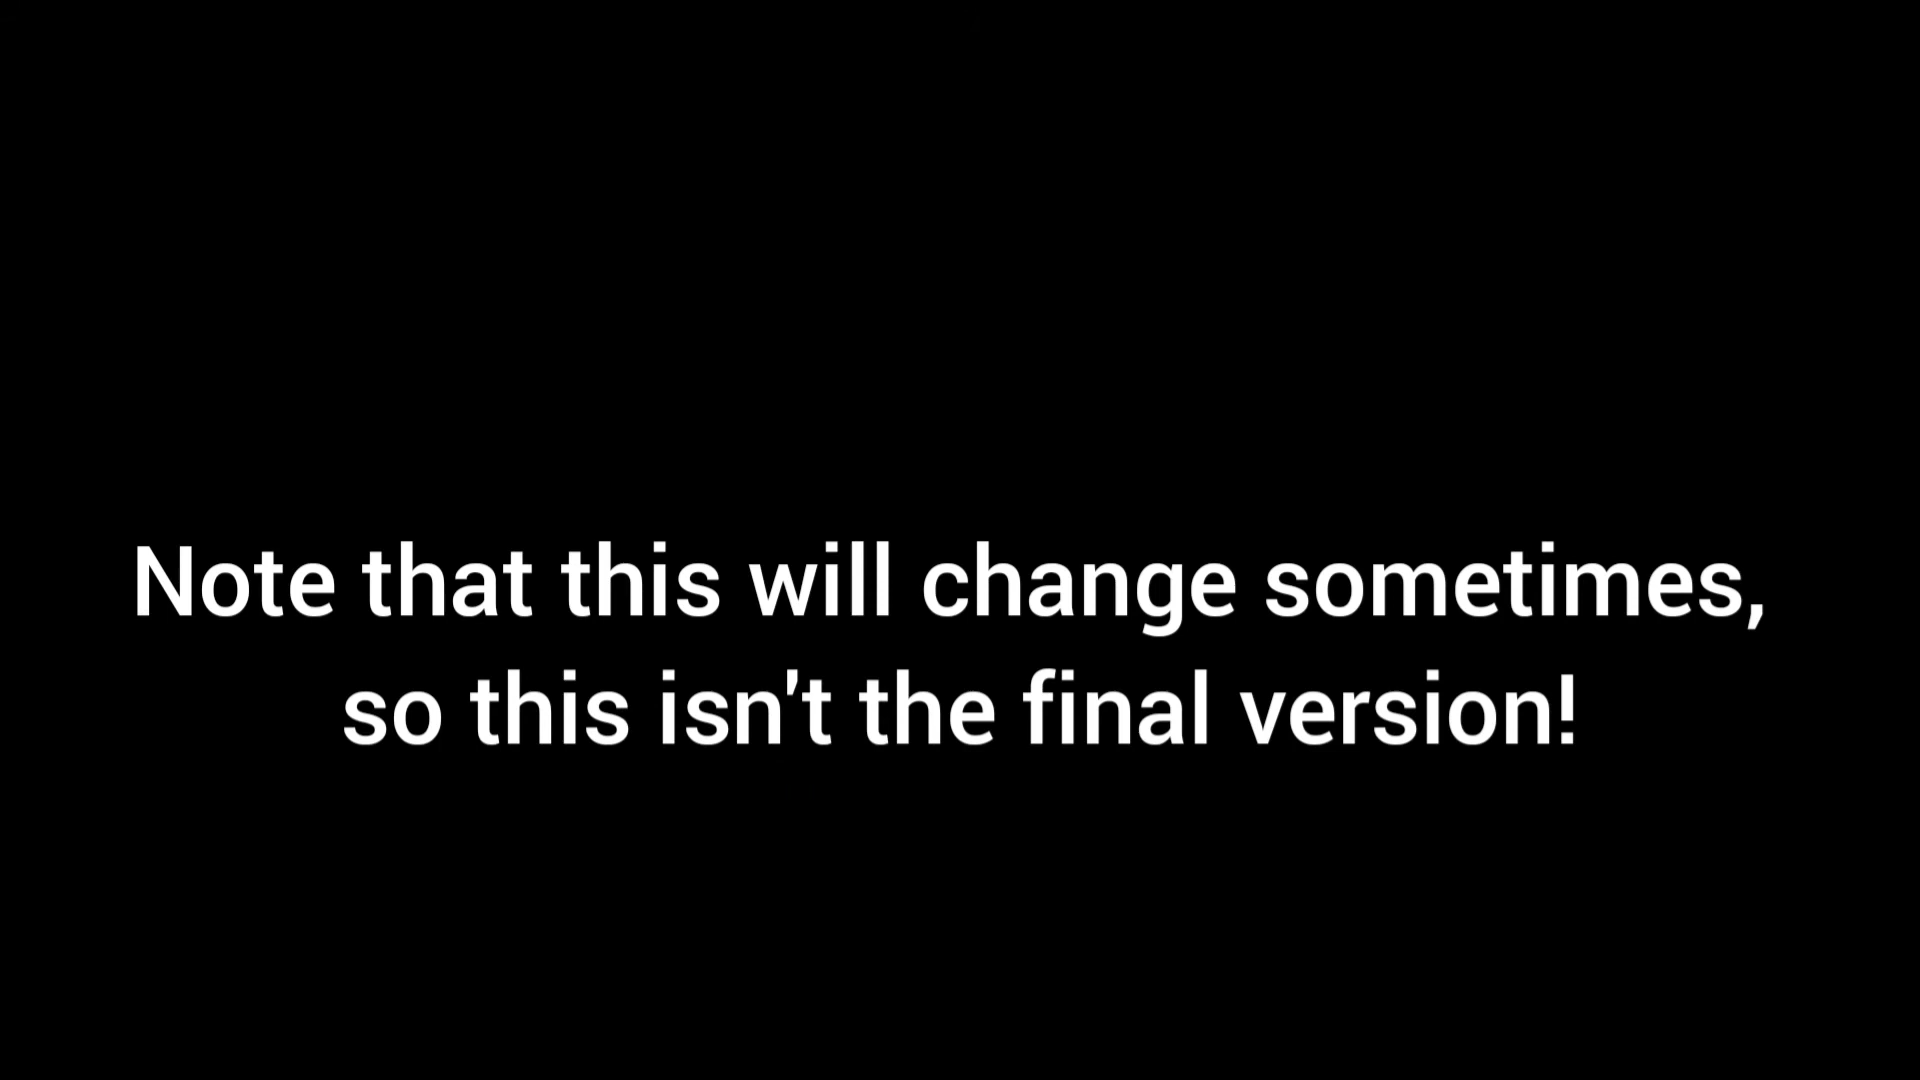 Note that this will change sometimes,
so this isn't the final version!